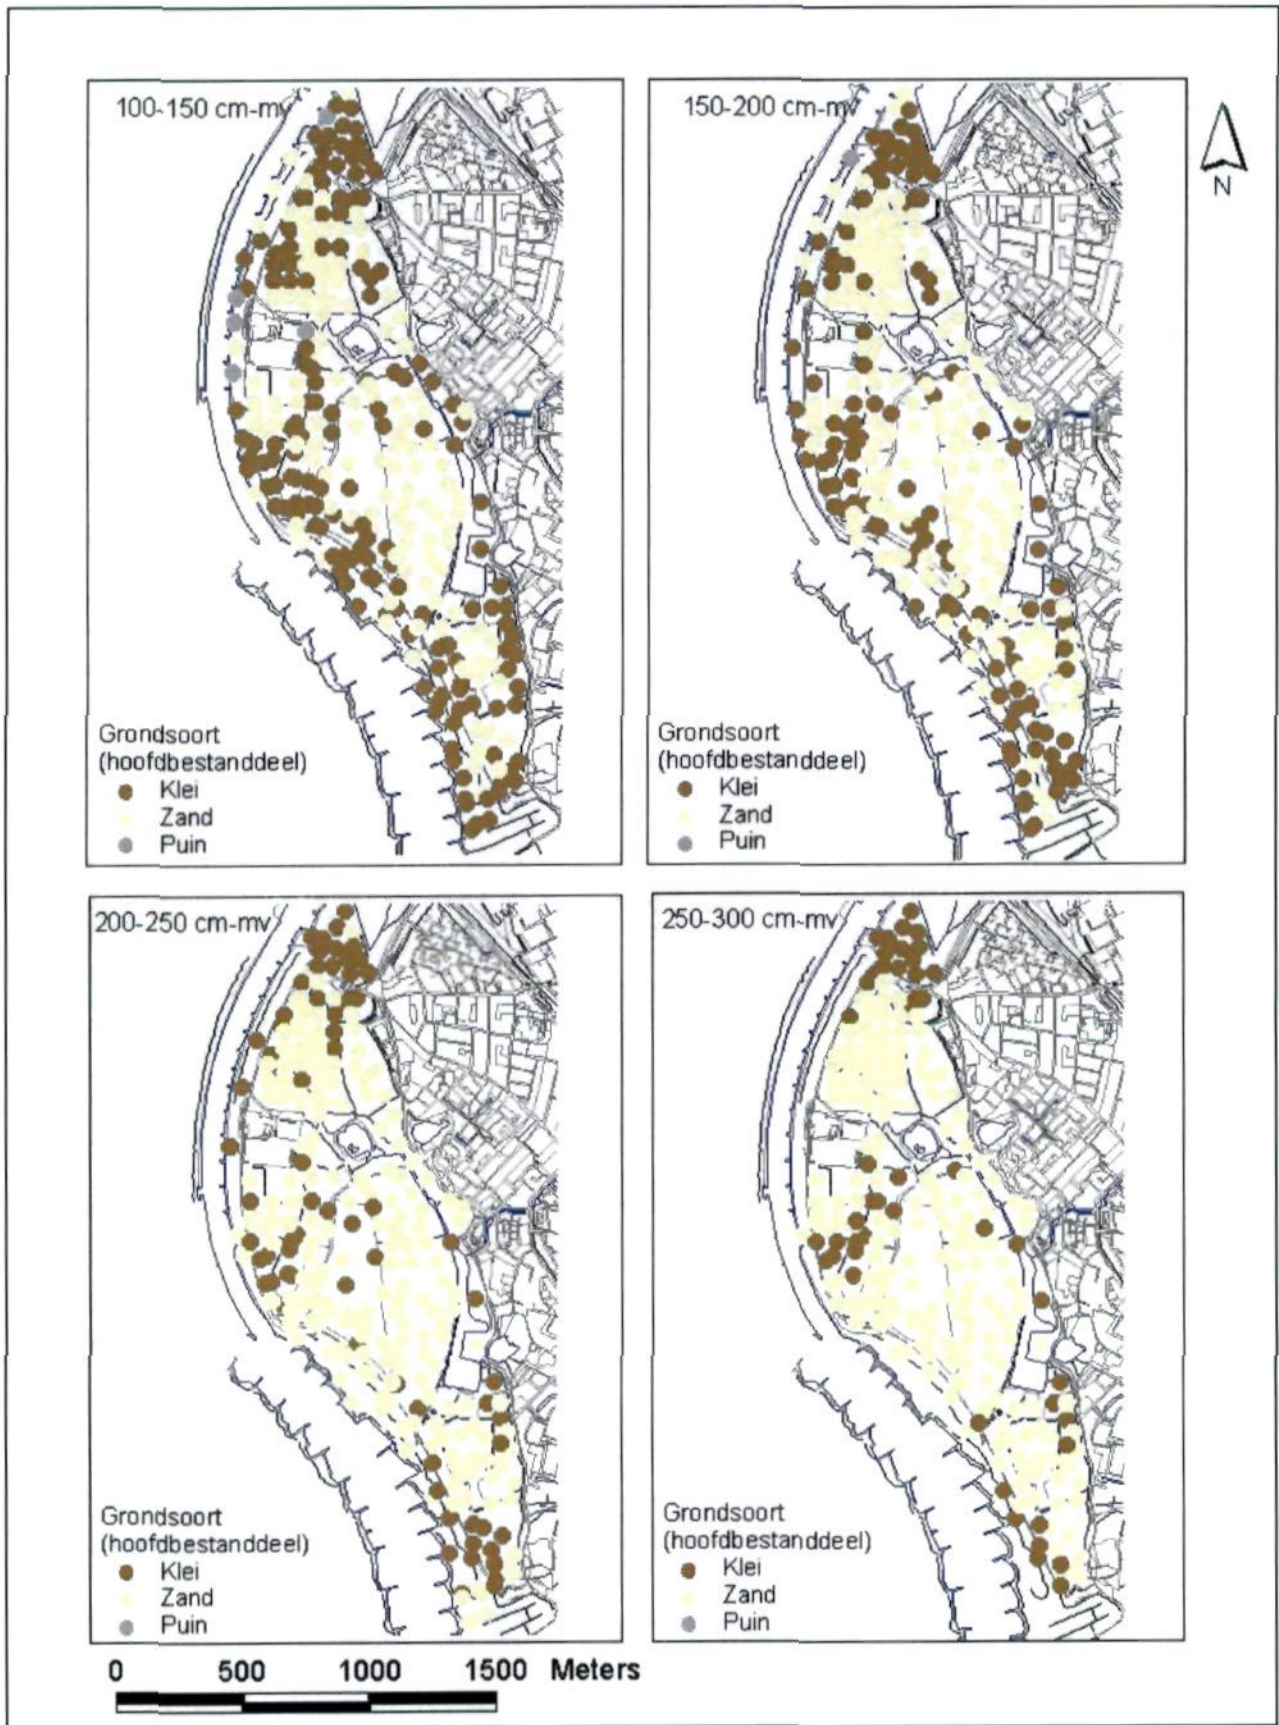 100-150 cm-mv
150-200 cm-mv
N
Grondsoort
(hoofdbestanddeel)
Klei
Zand
Puin
Grondsoort
(hoofdbestanddeel)
Klei
Zand
Puin
200-250 cm-mv
250-300 cm-mv
Grondsoort
(hoofdbestanddeel)
Klei
Zand
Puin
Grondsoort
(hoofdbestanddeel)
Klei
Zand
Puin
0 500 1000 1500 Meters